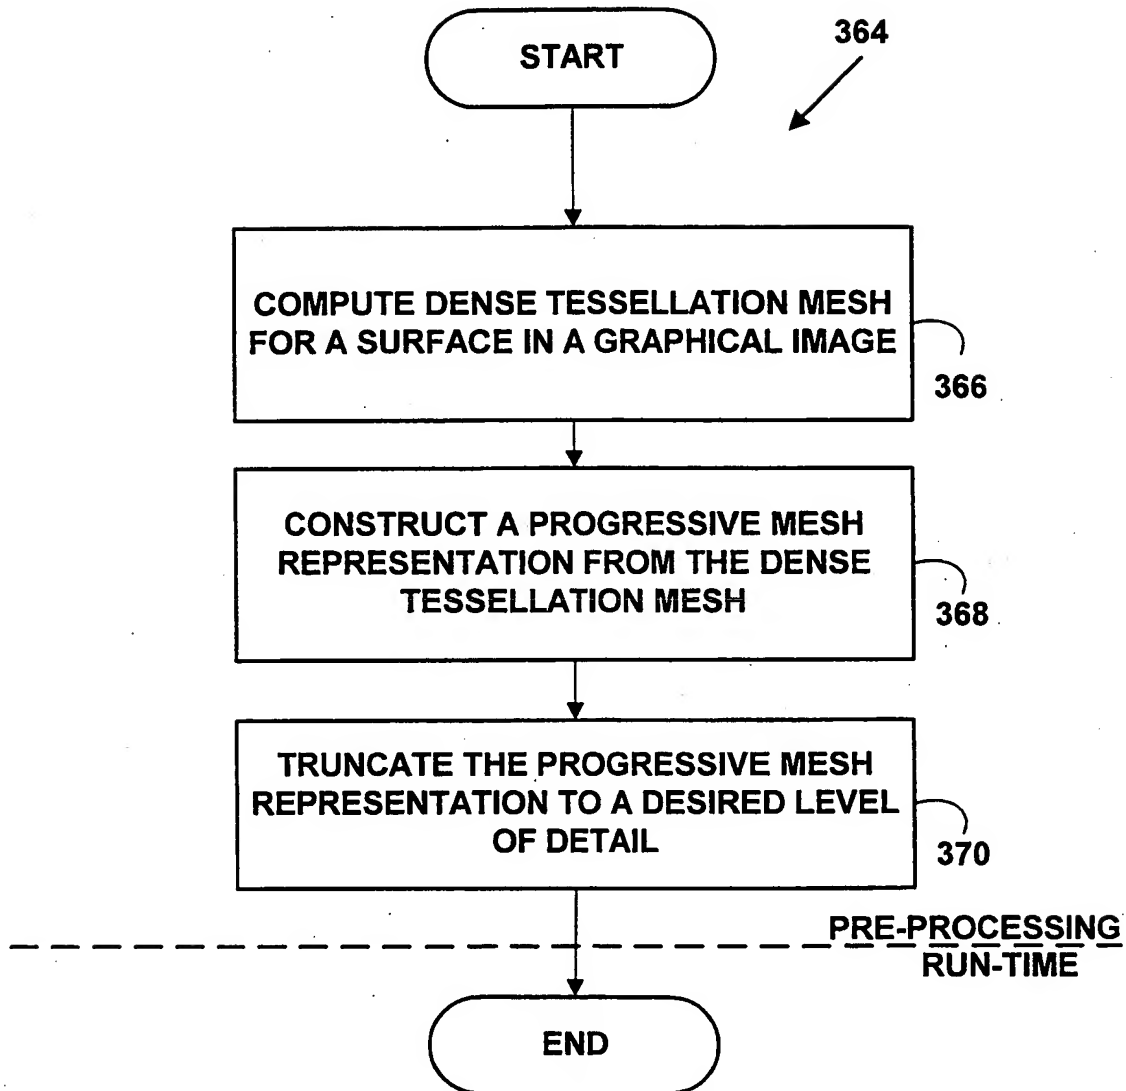 START
364
COMPUTE DENSE TESSELLATION MESH
FOR A SURFACE IN A GRAPHICAL IMAGE
366
CONSTRUCT A PROGRESSIVE MESH
REPRESENTATION FROM THE DENSE
TESSELLATION MESH
368
TRUNCATE THE PROGRESSIVE MESH
REPRESENTATION TO A DESIRED LEVEL
OF DETAIL
370
PRE-PROCESSING
RUN-TIME
END